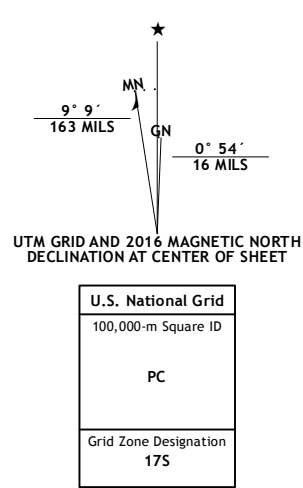 ★
MN
9° 9´
163 MILS
GN
0° 54´
16 MILS
UTM GRID AND 2016 MAGNETIC NORTH
DECLINATION AT CENTER OF SHEET
U.S. National Grid
100,000-m Square ID
PC
Grid Zone Designation
17S